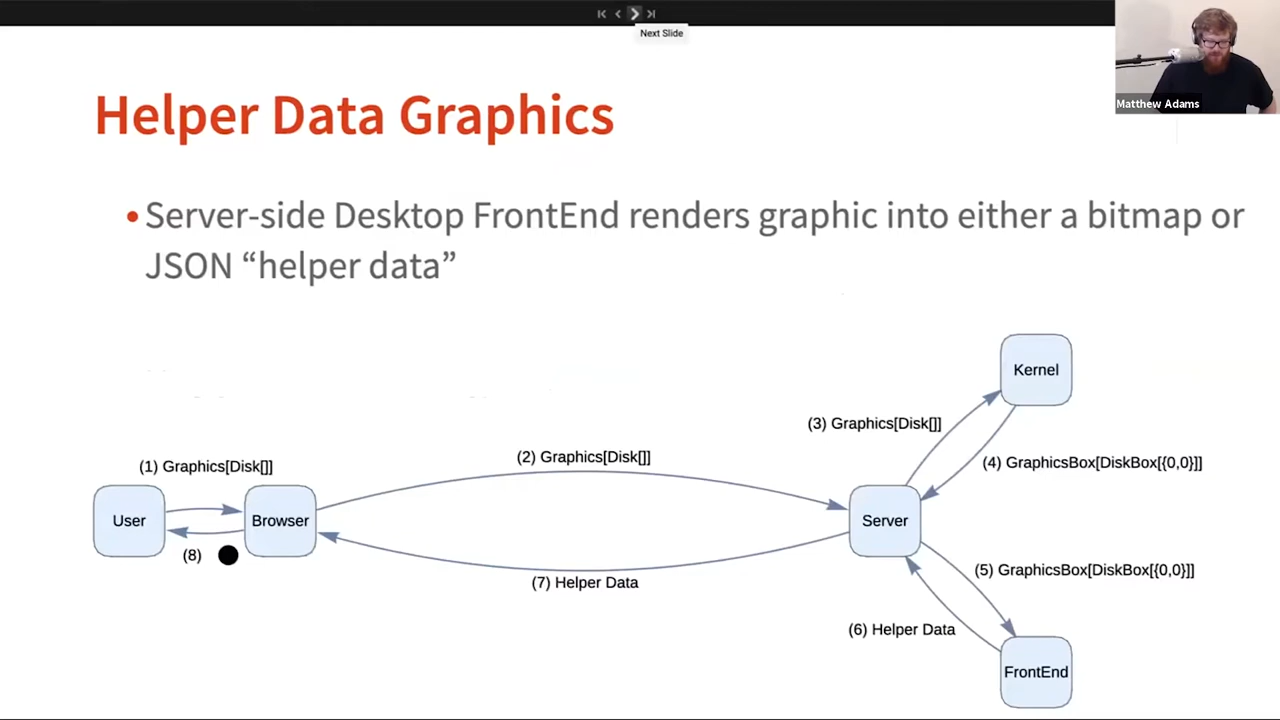 Next Slide
Matthew Adams
Helper Data Graphics
• Server-side Desktop FrontEnd renders graphic into either a bitmap or
JSON “helper data”
Kernel
(3) Graphics[Disk[]]
(2) Graphics[Disk[]]
(4) GraphicsBox[DiskBox[{0,0}]]
(1) Graphics[Disk[]]
User
Browser
Server
(8)
(7) Helper Data
(5) GraphicsBox[DiskBox[{0,0}]]
(6) Helper Data
FrontEnd